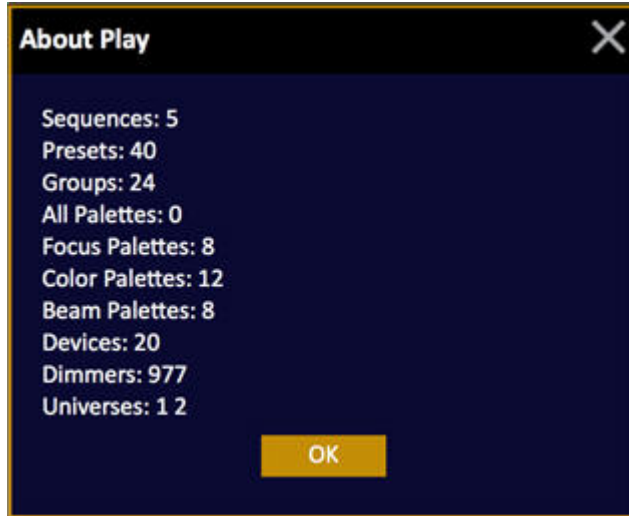 About Play
Sequences: 5
Presets: 40
Groups: 24
All Palettes: 0
Focus Palettes: 8
Color Palettes: 12
Beam Palettes: 8
Devices: 20
Dimmers: 977
Universes: 1 2
OK